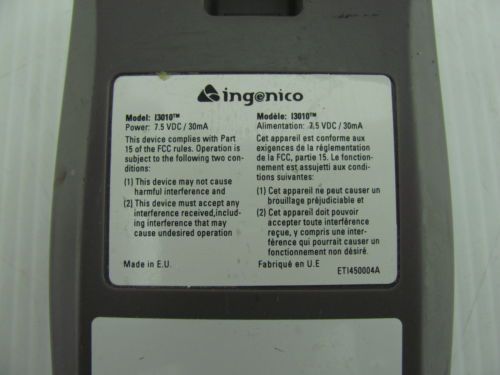 ingenico
Model: I3010™
Power: 7.5 VDC / 30mA
This device complies with Part
15 of the FCC rules. Operation is
subject to the following two con-
ditions:
(1) This device may not cause
harmful interference and
(2) This device must accept any
interference received,includ-
ing interference that may
cause undesired operation
Made in E.U.
Modèle: I3010™
Alimentation: 7,5 VDC / 30mA
Cet appareil est conforme aux
exigences de la réglementation
de la FCC, partie 15. Le fonction-
nement est assujetti aux condi
tions suivantes:
(1) Cet appareil ne peut causer un
brouillage préjudiciable et
(2) Cet appareil doit pouvoir
accepter toute interférence
reçue, y compris une inter-
férence qui pourrait causer un
fonctionnement non désiré.
Fabriqué en U.E
ETI450004A